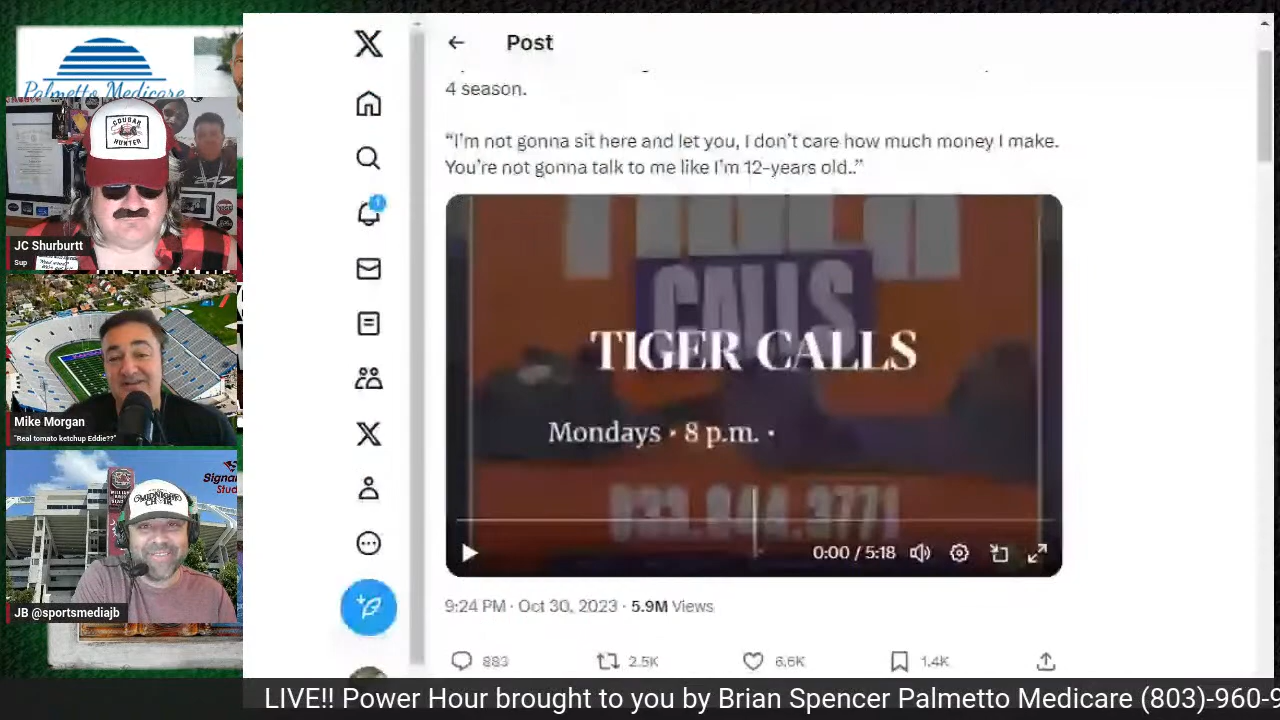 Post
4 season.
“I’m not gonna sit here and let you, I don’t care how much money I make.
You’re not gonna talk to me like I’m 12-years old..”
CALLS
TIGER CALLS
Mondays · 8 p.m. ·
0:00 / 5:18
9:24 PM · Oct 30, 2023 · 5.9M Views
883
2.5K
6.6K
1.4K
Palmetto Medicare
COUGAR
HUNTER
JC Shurburtt
Sup
Mike Morgan
"Real tomato ketchup Eddie??"
MIDNIGHT
CHOIR
JB @sportsmediajb
LIVE!! Power Hour brought to you by Brian Spencer Palmetto Medicare (803)-960-9